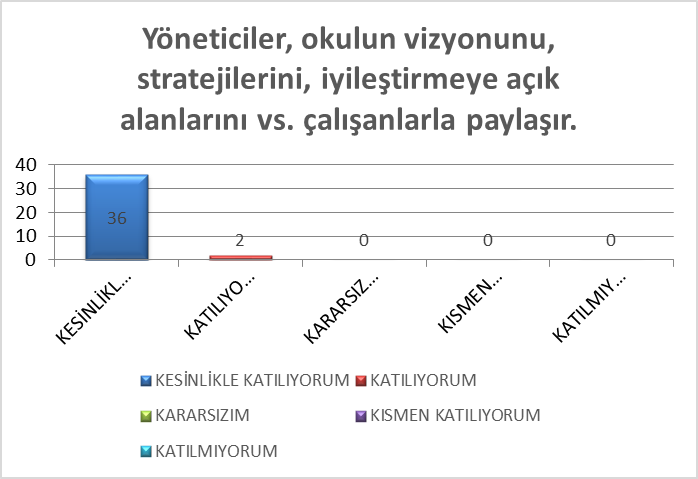 Yöneticiler, okulun vizyonunu,
stratejilerini, iyileştirmeye açık
alanlarını vs. çalışanlarla paylaşır.
40
30
20
10
0
36
2
0
0
0
KESİNLİKL...
KATILIYO...
KARARSIZ...
KISMEN...
KATILMIY...
KESİNLİKLE KATILIYORUM
KATILIYORUM
KARARSIZIM
KISMEN KATILIYORUM
KATILMIYORUM